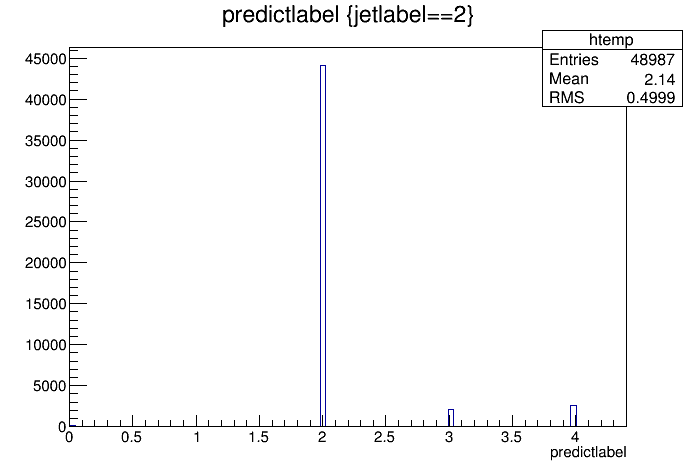 predictlabel {jetlabel==2}
htemp
Entries 48987
Mean 2.14
RMS 0.4999
45000
40000
35000
30000
25000
20000
15000
10000
5000
0
0 0.5 1 1.5 2 2.5 3 3.5 4
predictlabel